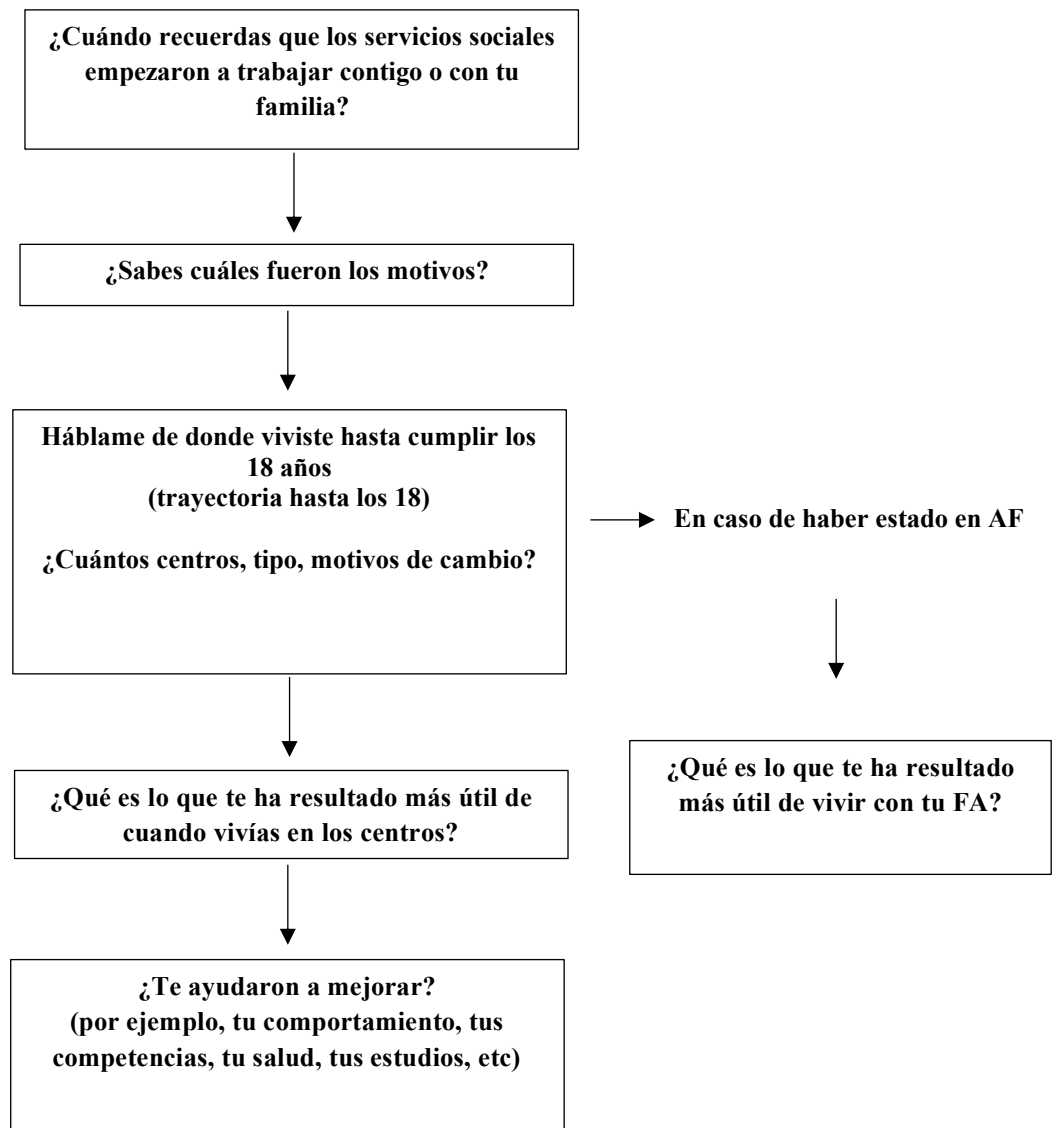 ¿Cuándo recuerdas que los servicios sociales
empezaron a trabajar contigo o con tu
familia?
¿Sabes cuáles fueron los motivos?
Háblame de donde viviste hasta cumplir los
18 años
(trayectoria hasta los 18)
¿Cuántos centros, tipo, motivos de cambio?
En caso de haber estado en AF
¿Qué es lo que te ha resultado más útil de
cuando vivías en los centros?
¿Qué es lo que te ha resultado
más útil de vivir con tu FA?
¿Te ayudaron a mejorar?
(por ejemplo, tu comportamiento, tus
competencias, tu salud, tus estudios, etc)